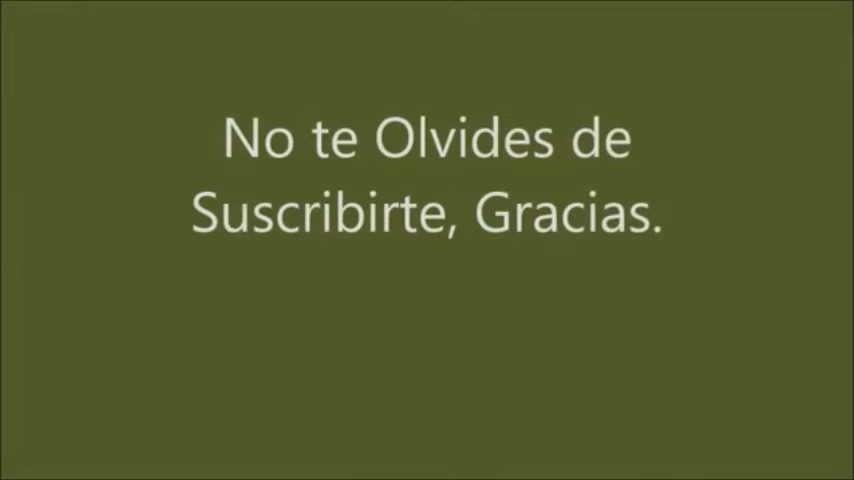 No te Olvides de
Suscribirte, Gracias.